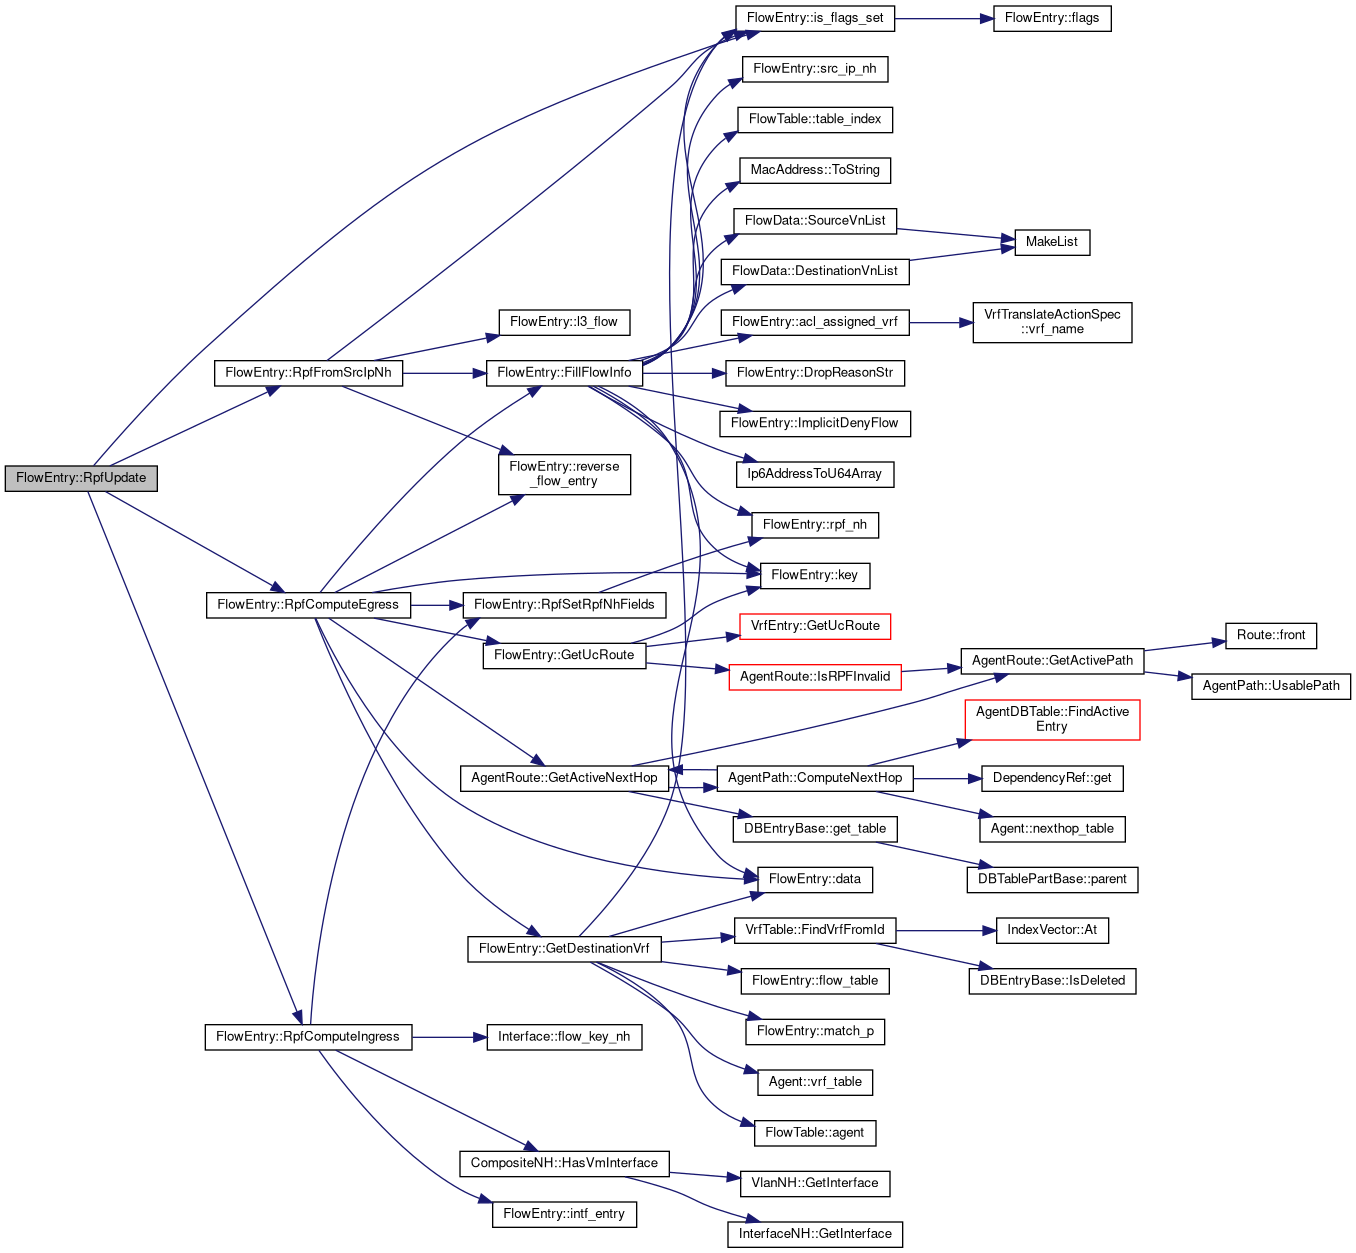 FlowEntry::is_flags_set
FlowEntry::flags
FlowEntry::src_ip_nh
FlowTable::table_index
MacAddress::ToString
FlowData::SourceVnList
MakeList
FlowData::DestinationVnList
FlowEntry::l3_flow
FlowEntry::acl_assigned_vrf
VrfTranslateActionSpec
::vrf_name
FlowEntry::RpfFromSrcIpNh
FlowEntry::FillFlowInfo
FlowEntry::DropReasonStr
FlowEntry::ImplicitDenyFlow
FlowEntry::RpfUpdate
FlowEntry::reverse
_flow_entry
Ip6AddressToU64Array
FlowEntry::rpf_nh
FlowEntry::key
FlowEntry::RpfComputeEgress
FlowEntry::RpfSetRpfNhFields
VrfEntry::GetUcRoute
Route::front
FlowEntry::GetUcRoute
AgentRoute::IsRPFInvalid
AgentRoute::GetActivePath
AgentPath::UsablePath
AgentDBTable::FindActive
Entry
AgentRoute::GetActiveNextHop
AgentPath::ComputeNextHop
DependencyRef::get
DBEntryBase::get_table
Agent::nexthop_table
FlowEntry::data
DBTablePartBase::parent
FlowEntry::GetDestinationVrf
VrfTable::FindVrfFromId
IndexVector::At
FlowEntry::flow_table
DBEntryBase::IsDeleted
FlowEntry::RpfComputeIngress
Interface::flow_key_nh
FlowEntry::match_p
Agent::vrf_table
FlowTable::agent
CompositeNH::HasVmInterface
VlanNH::GetInterface
FlowEntry::intf_entry
InterfaceNH::GetInterface